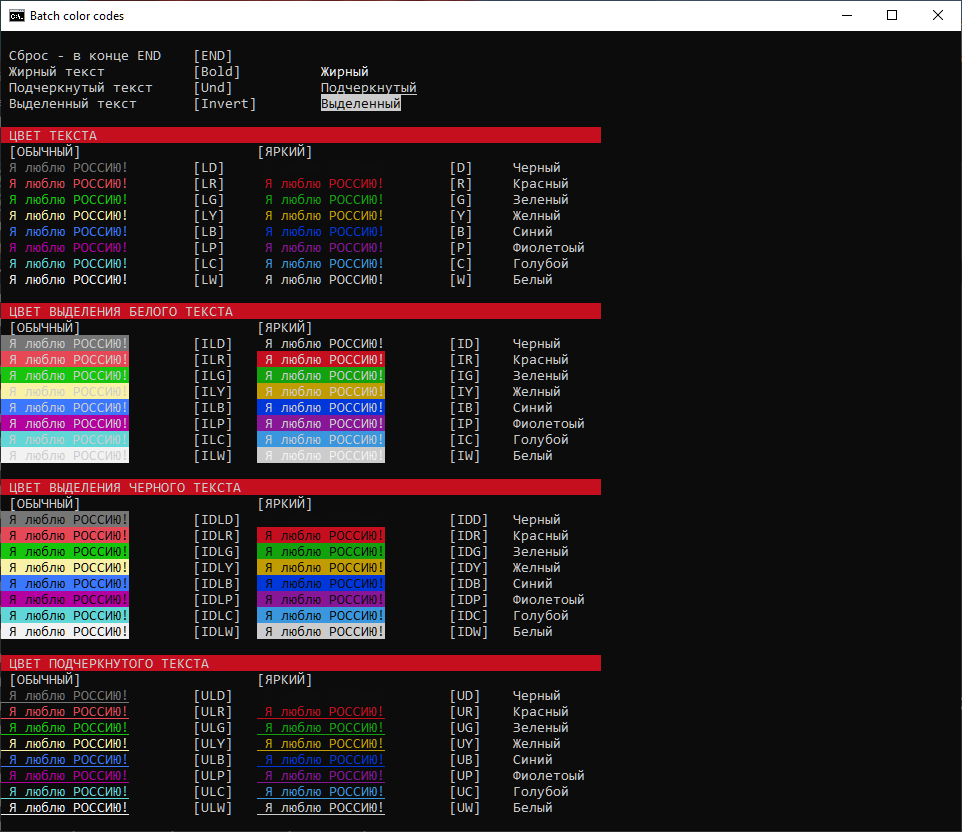 Batch color codes
Сброс - в конце END [END]
Жирный текст [Bold] Жирный
Подчеркнутый текст [Und] Подчеркнутый
Выделенный текст [Invert] Выделенный
ЦВЕТ ТЕКСТА
[ОБЫЧНЫЙ] [ЯРКИЙ]
Я люблю РОССИЮ! [LD] [D] Черный
Я люблю РОССИЮ! [LR] Я люблю РОССИЮ! [R] Красный
Я люблю РОССИЮ! [LG] Я люблю РОССИЮ! [G] Зеленый
Я люблю РОССИЮ! [LY] Я люблю РОССИЮ! [Y] Желный
Я люблю РОССИЮ! [LB] Я люблю РОССИЮ! [B] Синий
Я люблю РОССИЮ! [LP] Я люблю РОССИЮ! [P] Фиолетоый
Я люблю РОССИЮ! [LC] Я люблю РОССИЮ! [C] Голубой
Я люблю РОССИЮ! [LW] Я люблю РОССИЮ! [W] Белый
ЦВЕТ ВЫДЕЛЕНИЯ БЕЛОГО ТЕКСТА
[ОБЫЧНЫЙ] [ЯРКИЙ]
Я люблю РОССИЮ! [ILD] Я люблю РОССИЮ! [ID] Черный
Я люблю РОССИЮ! [ILR] Я люблю РОССИЮ! [IR] Красный
Я люблю РОССИЮ! [ILG] Я люблю РОССИЮ! [IG] Зеленый
Я люблю РОССИЮ! [ILY] Я люблю РОССИЮ! [IY] Желный
Я люблю РОССИЮ! [ILB] Я люблю РОССИЮ! [IB] Синий
Я люблю РОССИЮ! [ILP] Я люблю РОССИЮ! [IP] Фиолетоый
Я люблю РОССИЮ! [ILC] Я люблю РОССИЮ! [IC] Голубой
Я люблю РОССИЮ! [ILW] Я люблю РОССИЮ! [IW] Белый
ЦВЕТ ВЫДЕЛЕНИЯ ЧЕРНОГО ТЕКСТА
[ОБЫЧНЫЙ] [ЯРКИЙ]
Я люблю РОССИЮ! [IDLD] [IDD] Черный
Я люблю РОССИЮ! [IDLR] Я люблю РОССИЮ! [IDR] Красный
Я люблю РОССИЮ! [IDLG] Я люблю РОССИЮ! [IDG] Зеленый
Я люблю РОССИЮ! [IDLY] Я люблю РОССИЮ! [IDY] Желный
Я люблю РОССИЮ! [IDLB] Я люблю РОССИЮ! [IDB] Синий
Я люблю РОССИЮ! [IDLP] Я люблю РОССИЮ! [IDP] Фиолетоый
Я люблю РОССИЮ! [IDLC] Я люблю РОССИЮ! [IDC] Голубой
Я люблю РОССИЮ! [IDLW] Я люблю РОССИЮ! [IDW] Белый
ЦВЕТ ПОДЧЕРКНУТОГО ТЕКСТА
[ОБЫЧНЫЙ] [ЯРКИЙ]
Я люблю РОССИЮ! [ULD] [UD] Черный
Я люблю РОССИЮ! [ULR] Я люблю РОССИЮ! [UR] Красный
Я люблю РОССИЮ! [ULG] Я люблю РОССИЮ! [UG] Зеленый
Я люблю РОССИЮ! [ULY] Я люблю РОССИЮ! [UY] Желный
Я люблю РОССИЮ! [ULB] Я люблю РОССИЮ! [UB] Синий
Я люблю РОССИЮ! [ULP] Я люблю РОССИЮ! [UP] Фиолетоый
Я люблю РОССИЮ! [ULC] Я люблю РОССИЮ! [UC] Голубой
Я люблю РОССИЮ! [ULW] Я люблю РОССИЮ! [UW] Белый